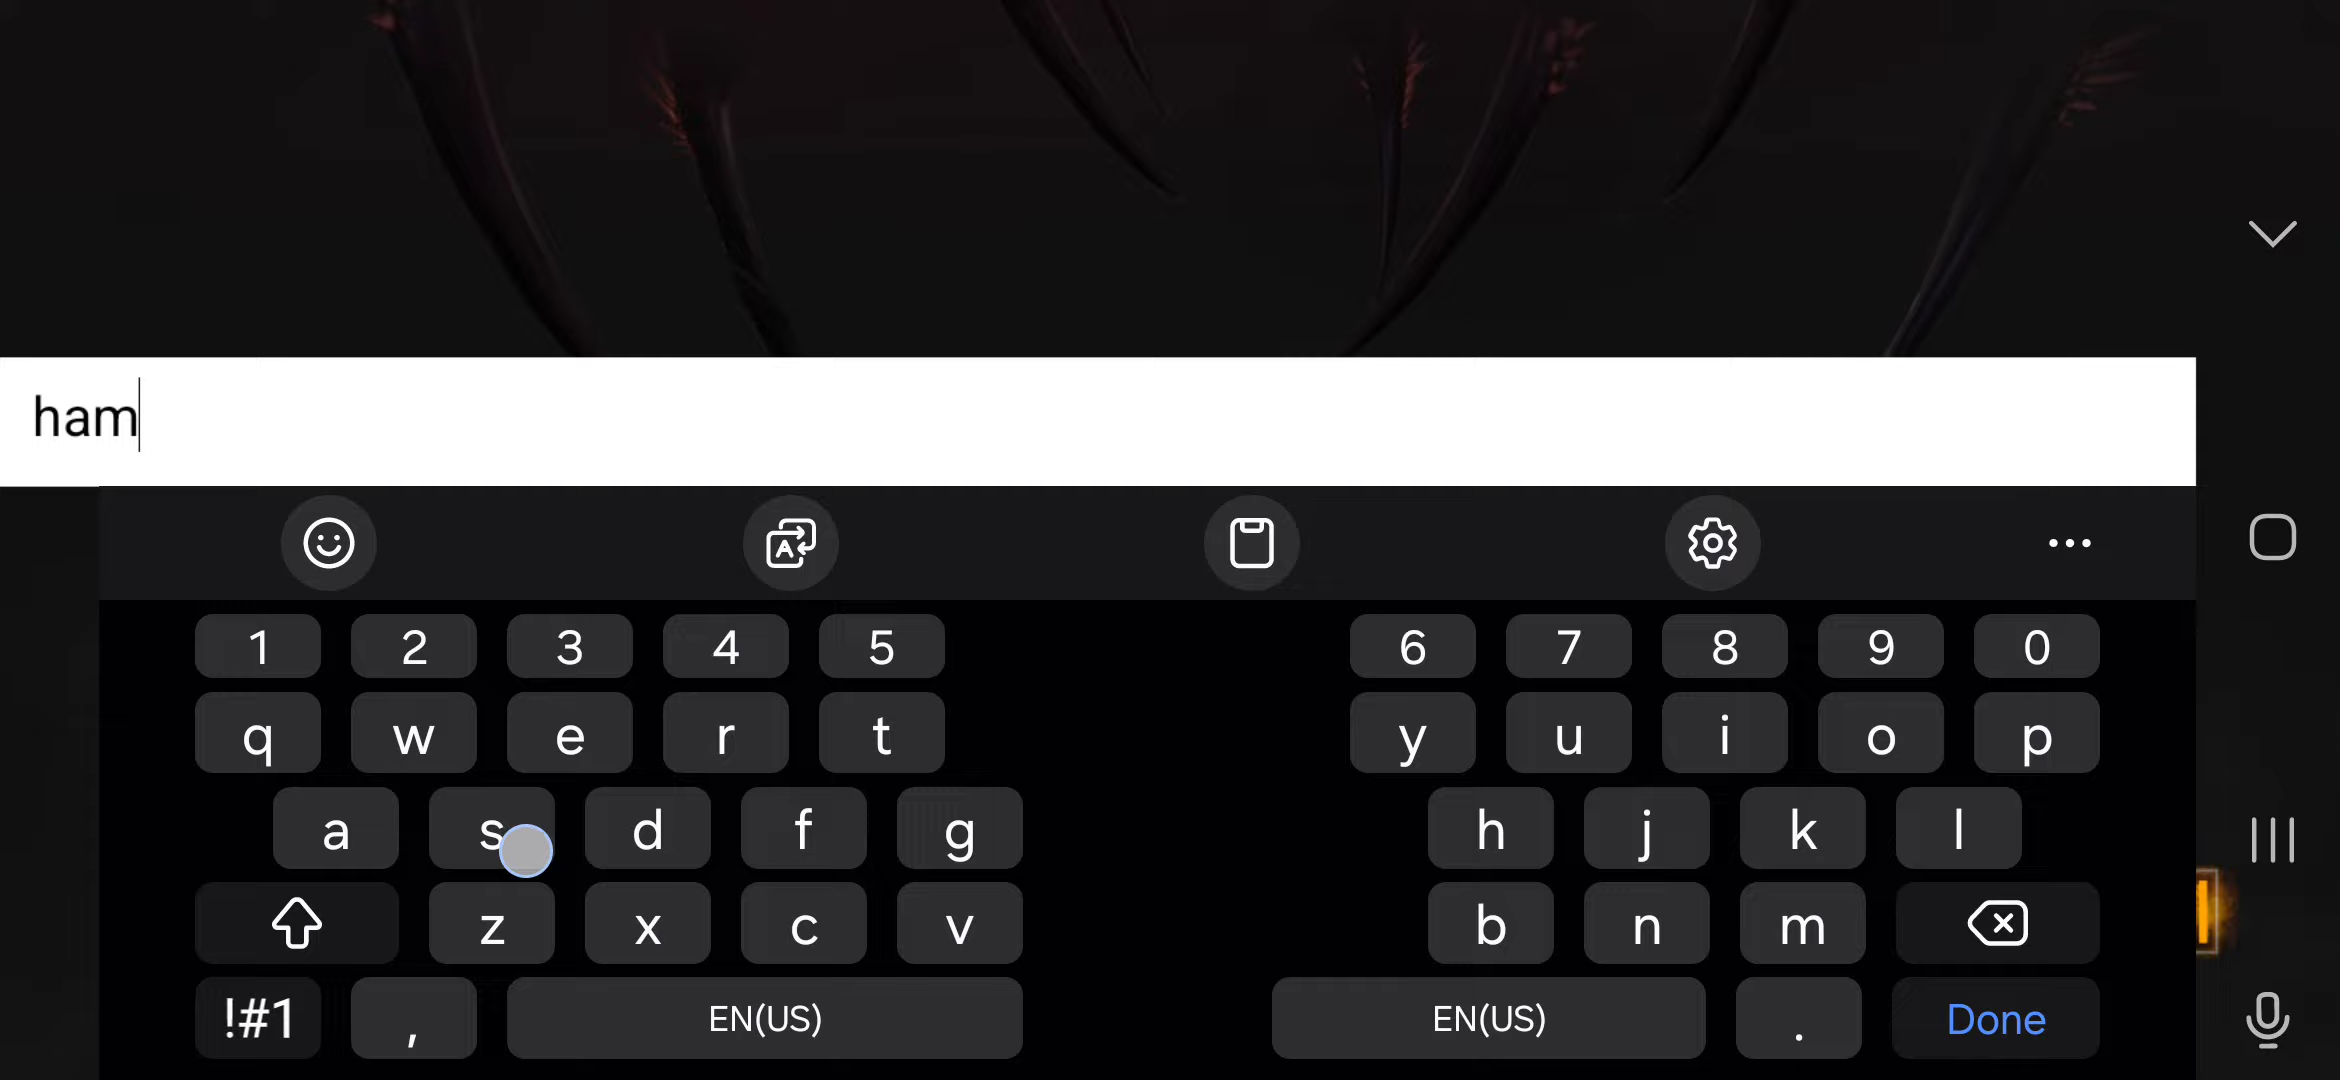 ham
1 2 3 4 5 6 7 8 9 0
q w e r t y u i o p
a s d f g h j k l
z x c v b n m
!#1 , EN(US) EN(US) . Done